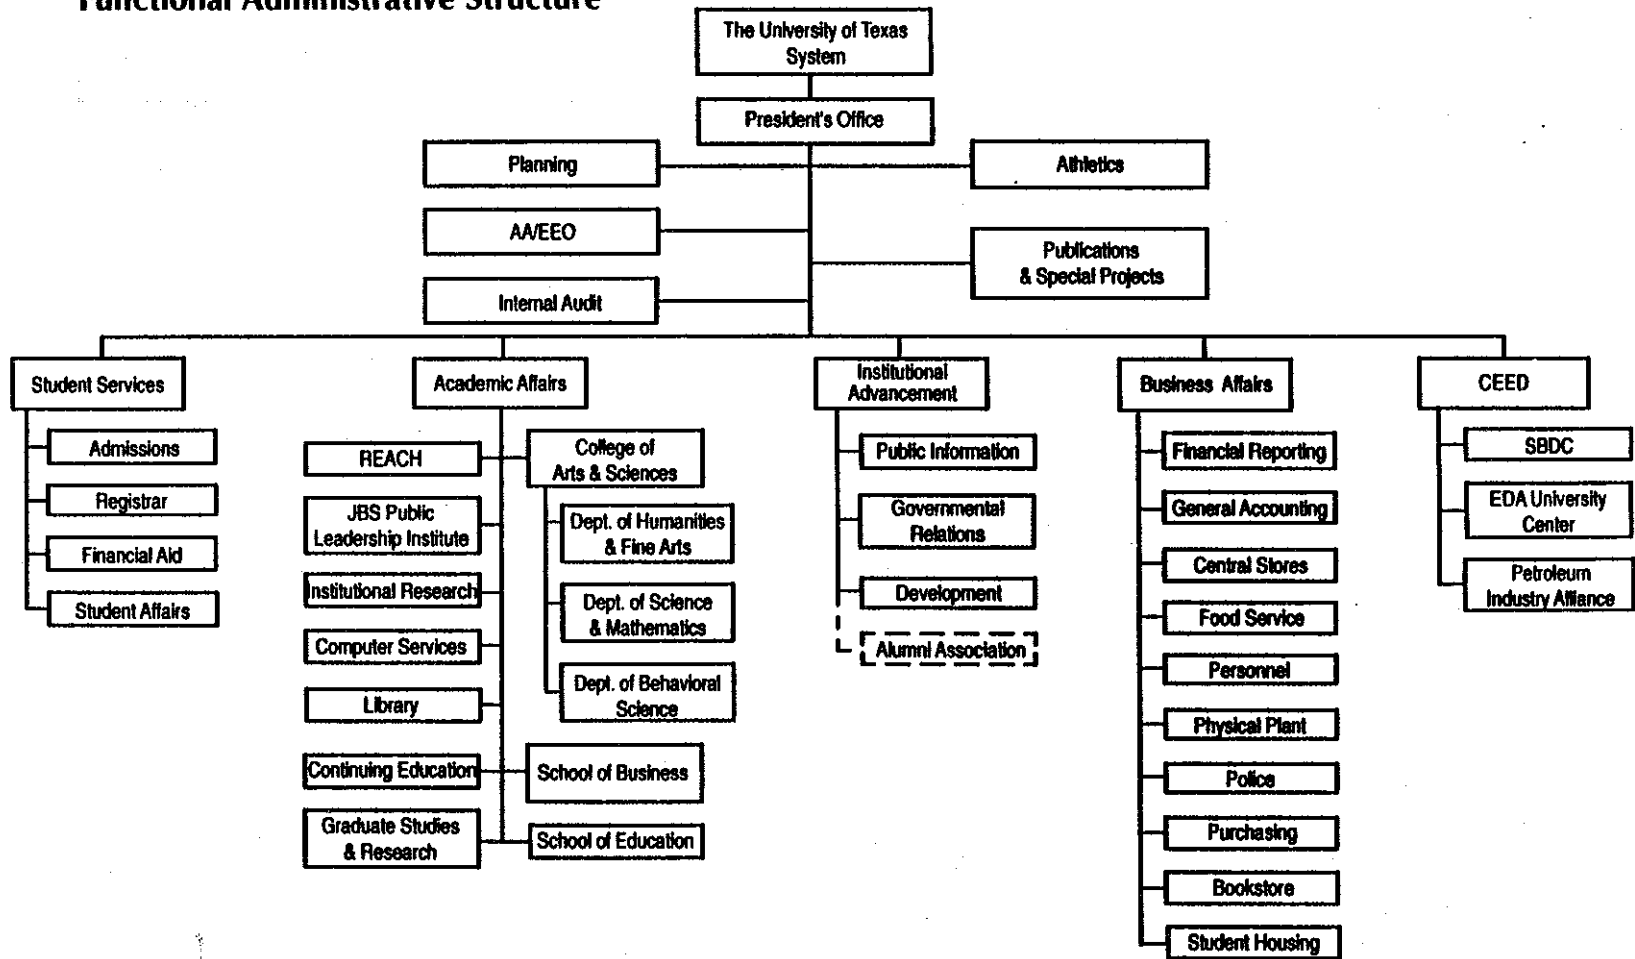 Functional Administrative Structure
The University of Texas
System
President's Office
Planning
Athletics
AA/EEO
Publications
& Special Projects
Internal Audit
Student Services
Admissions
Registrar
Financial Aid
Student Affairs
Academic Affairs
REACH
JBS Public
Leadership Institute
Institutional Research
Computer Services
Library
Continuing Education
Graduate Studies
& Research
College of
Arts & Sciences
Dept. of Humanities
& Fine Arts
Dept. of Science
& Mathematics
Dept. of Behavioral
Science
School of Business
School of Education
Institutional
Advancement
Public Information
Governmental
Relations
Development
Alumni Association
Business Affairs
Financial Reporting
General Accounting
Central Stores
Food Service
Personnel
Physical Plant
Police
Purchasing
Bookstore
Student Housing
CEED
SBDC
EDA University
Center
Petroleum
Industry Alliance